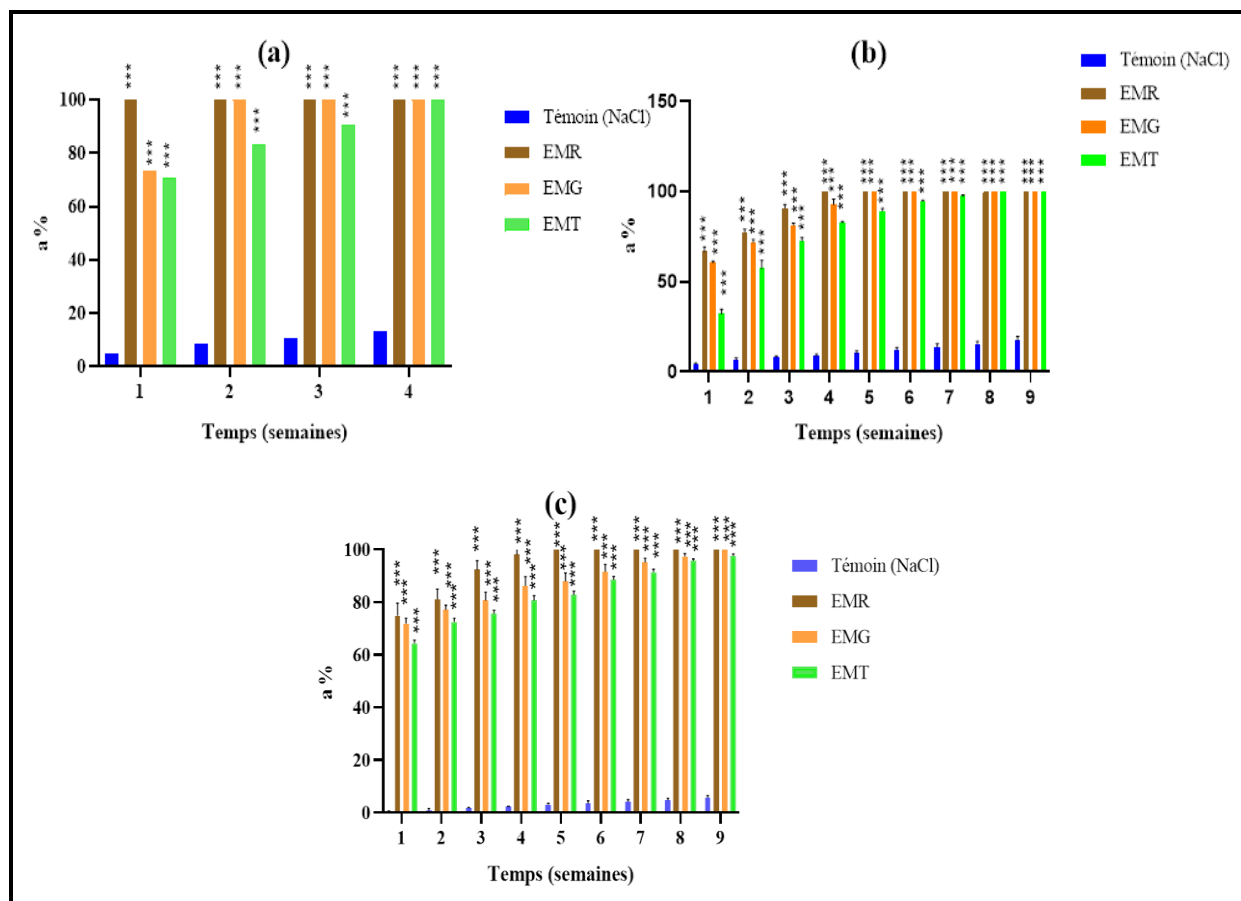 (a)
*** *** *** *** *** *** *** *** *** *** *** ***
a %
100
80
60
40
20
0
1 2 3 4
Temps (semaines)
Témoin (NaCl)
EMR
EMG
EMT
(b)
*** *** *** *** *** *** *** *** *** *** *** *** *** *** *** *** *** *** *** *** *** *** *** *** *** *** ***
a %
150
100
50
0
1 2 3 4 5 6 7 8 9
Temps (semaines)
Témoin (NaCl)
EMR
EMG
EMT
(c)
*** *** *** *** *** *** *** *** *** *** *** *** *** *** *** *** *** *** *** *** *** *** *** *** *** *** ***
a %
100
80
60
40
20
0
1 2 3 4 5 6 7 8 9
Temps (semaines)
Témoin (NaCl)
EMR
EMG
EMT